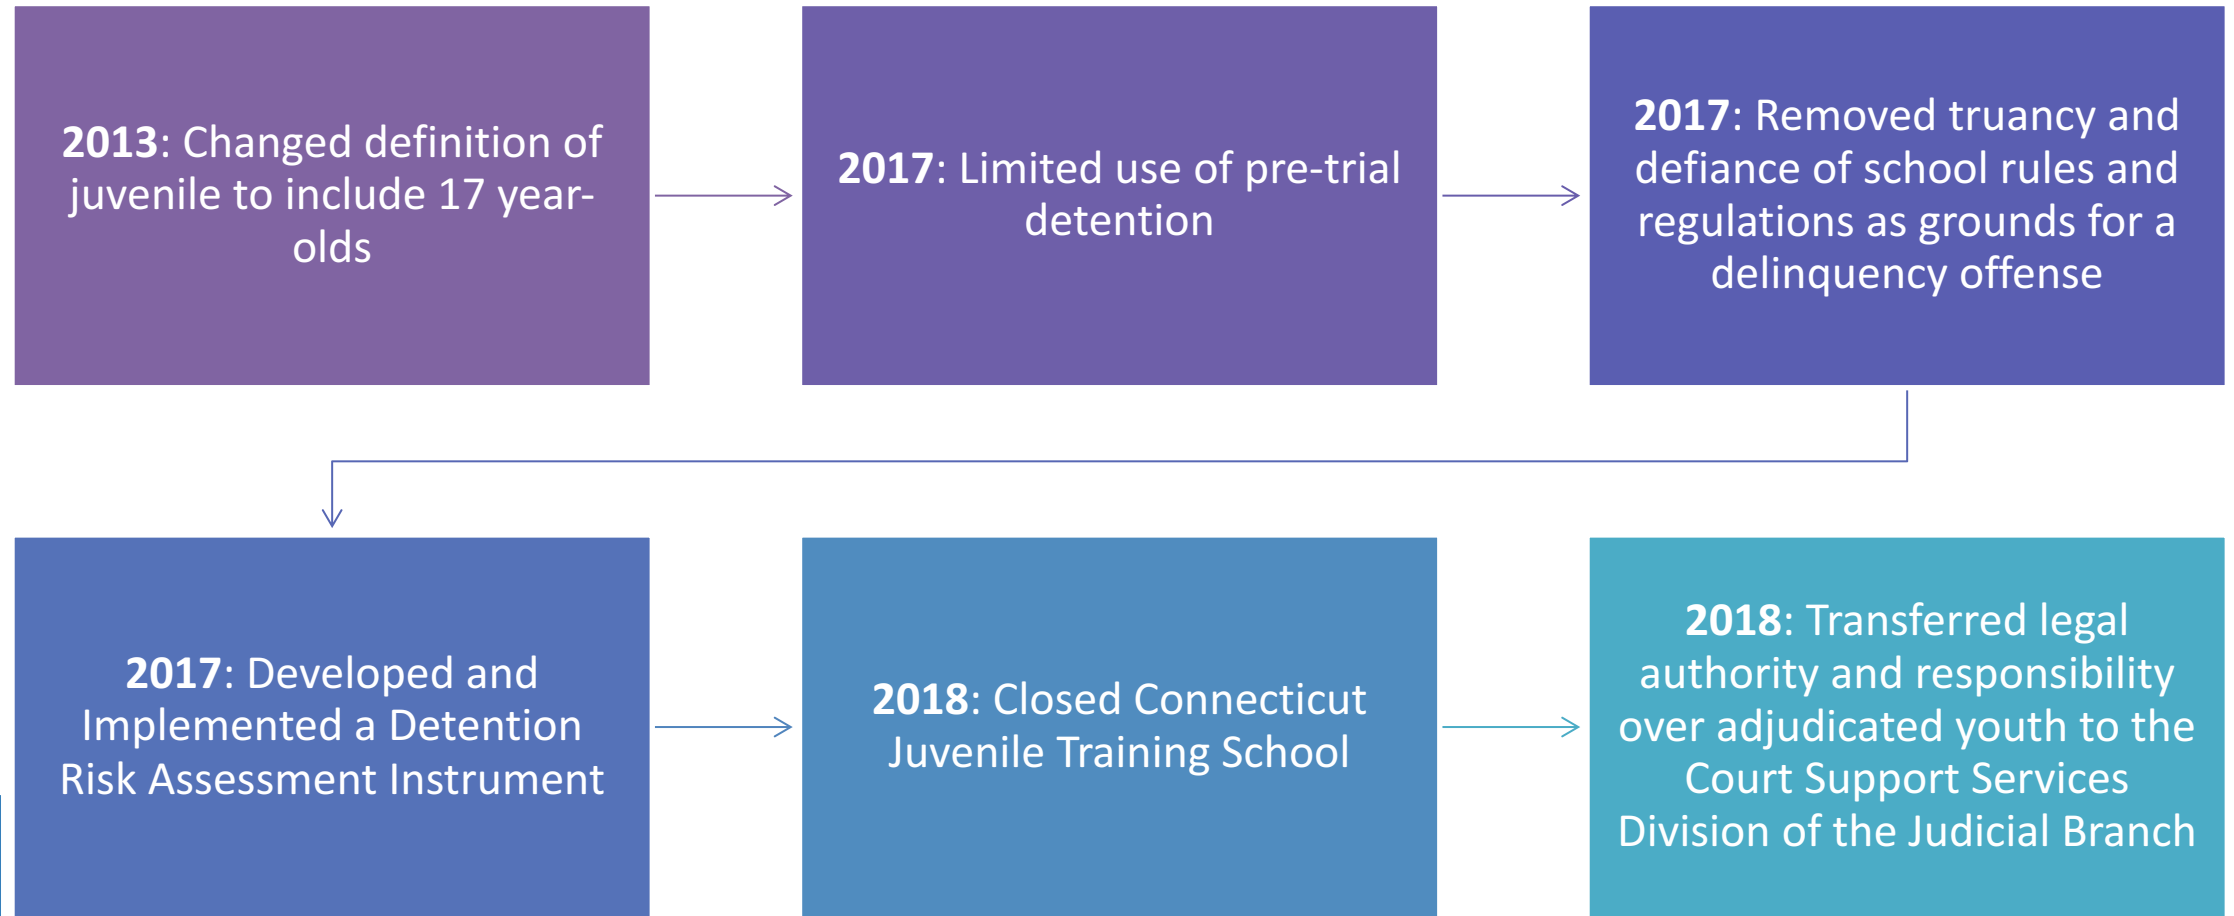 2013: Changed definition of
juvenile to include 17 year-
olds
2017: Limited use of pre-trial
detention
2017: Removed truancy and
defiance of school rules and
regulations as grounds for a
delinquency offense
2017: Developed and
Implemented a Detention
Risk Assessment Instrument
2018: Closed Connecticut
Juvenile Training School
2018: Transferred legal
authority and responsibility
over adjudicated youth to the
Court Support Services
Division of the Judicial Branch